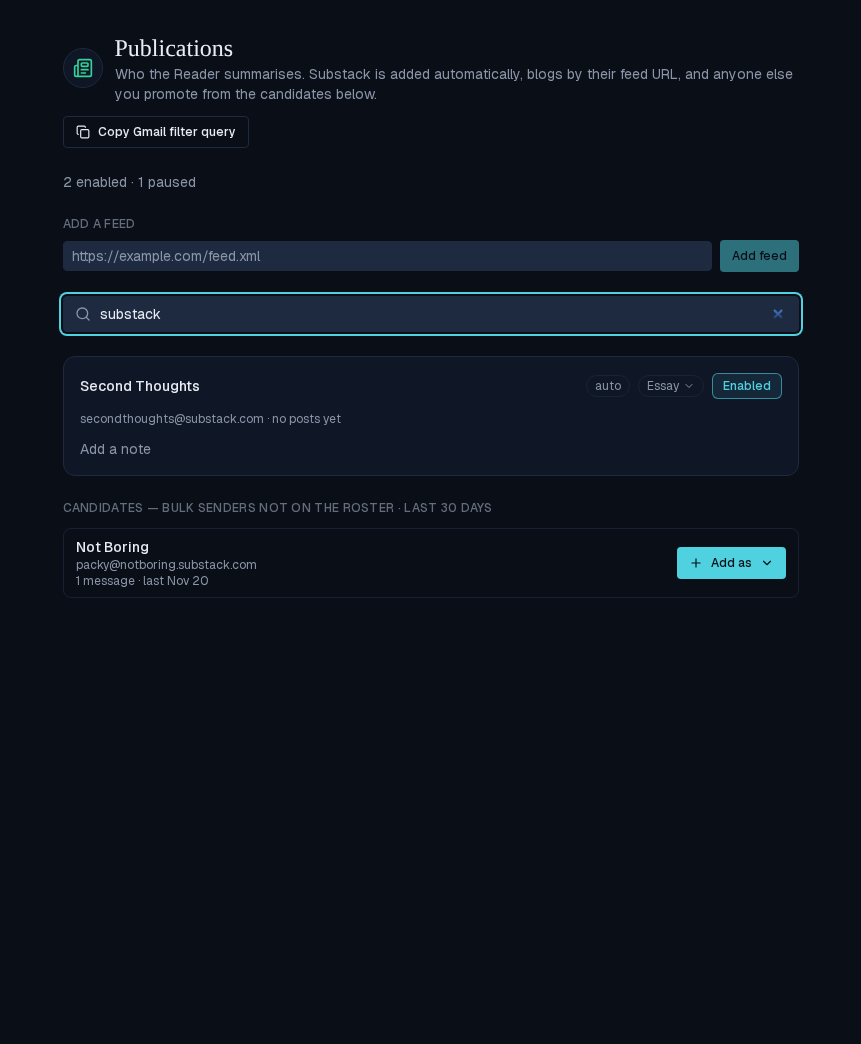 Publications
Who the Reader summarises. Substack is added automatically, blogs by their feed URL, and anyone else
you promote from the candidates below.
Copy Gmail filter query
2 enabled · 1 paused
ADD A FEED
https://example.com/feed.xml
Add feed
substack
Second Thoughts
auto
Essay
Enabled
secondthoughts@substack.com · no posts yet
Add a note
CANDIDATES — BULK SENDERS NOT ON THE ROSTER · LAST 30 DAYS
Not Boring
packy@notboring.substack.com
1 message · last Nov 20
Add as